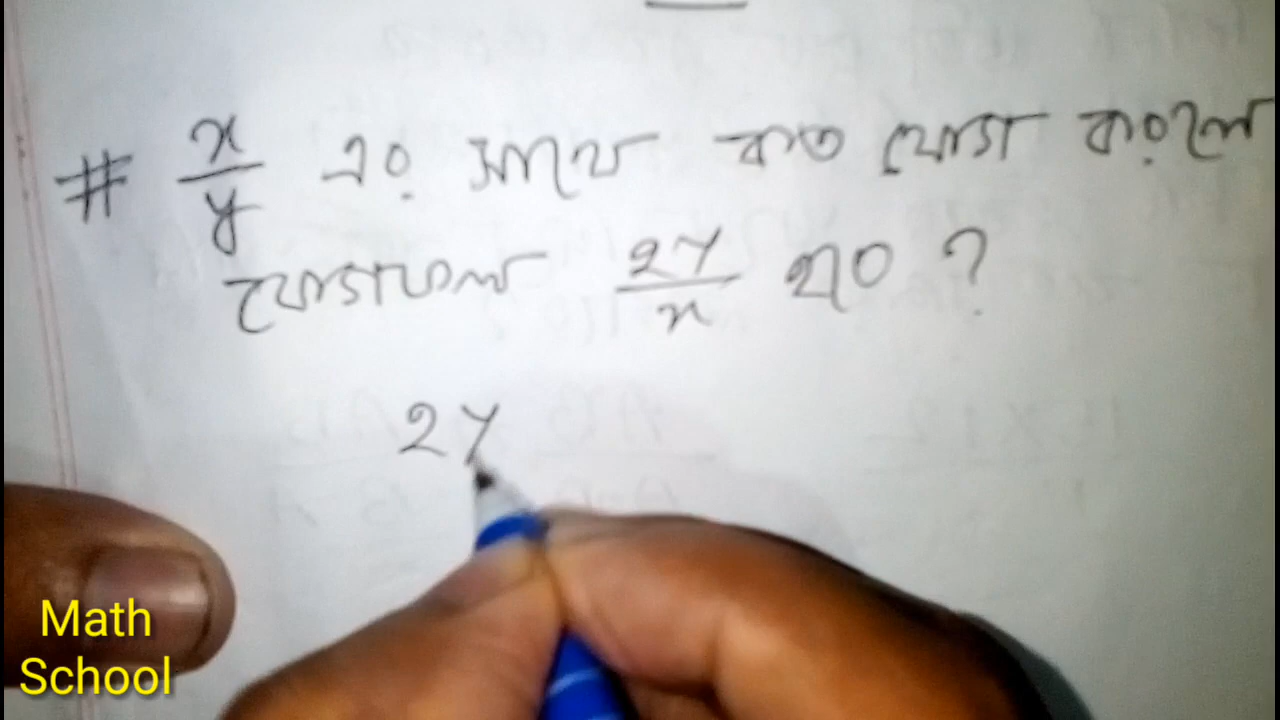 # x/y এর সাথে কত যোগ করলে
যোগফল 2y/x হবে ?
2y
Math
School